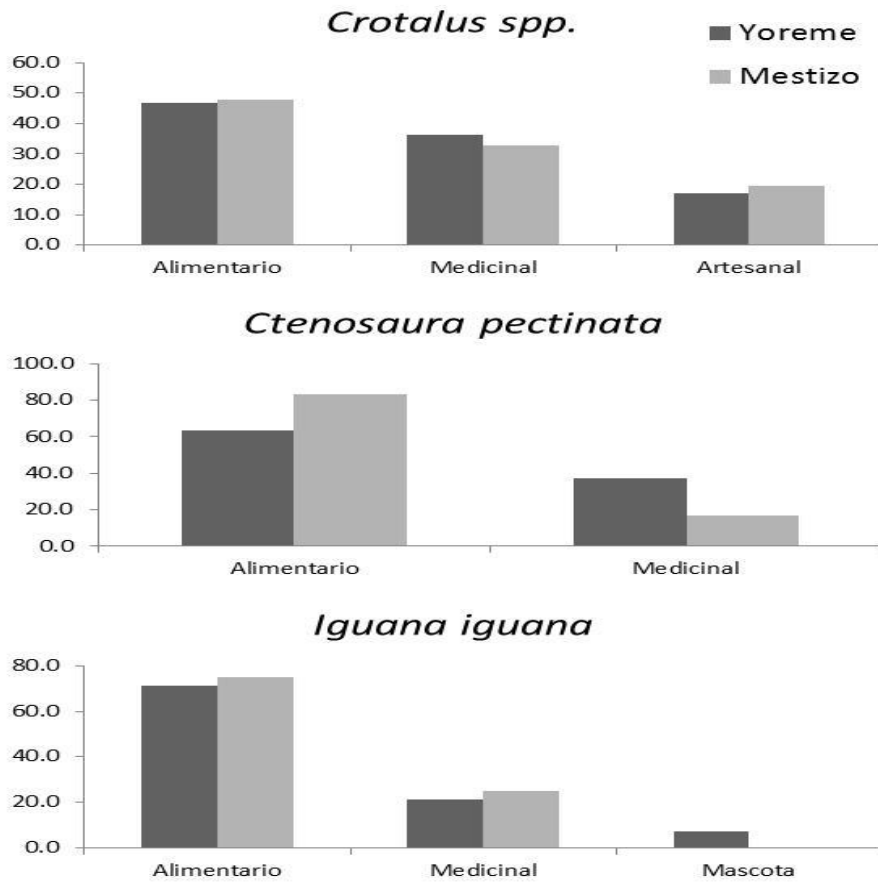 Crotalus spp.
Yoreme
Mestizo
60.0
50.0
40.0
30.0
20.0
10.0
0.0
Alimentario Medicinal Artesanal
Ctenosaura pectinata
100.0
80.0
60.0
40.0
20.0
0.0
Alimentario Medicinal
Iguana iguana
80.0
60.0
40.0
20.0
0.0
Alimentario Medicinal Mascota